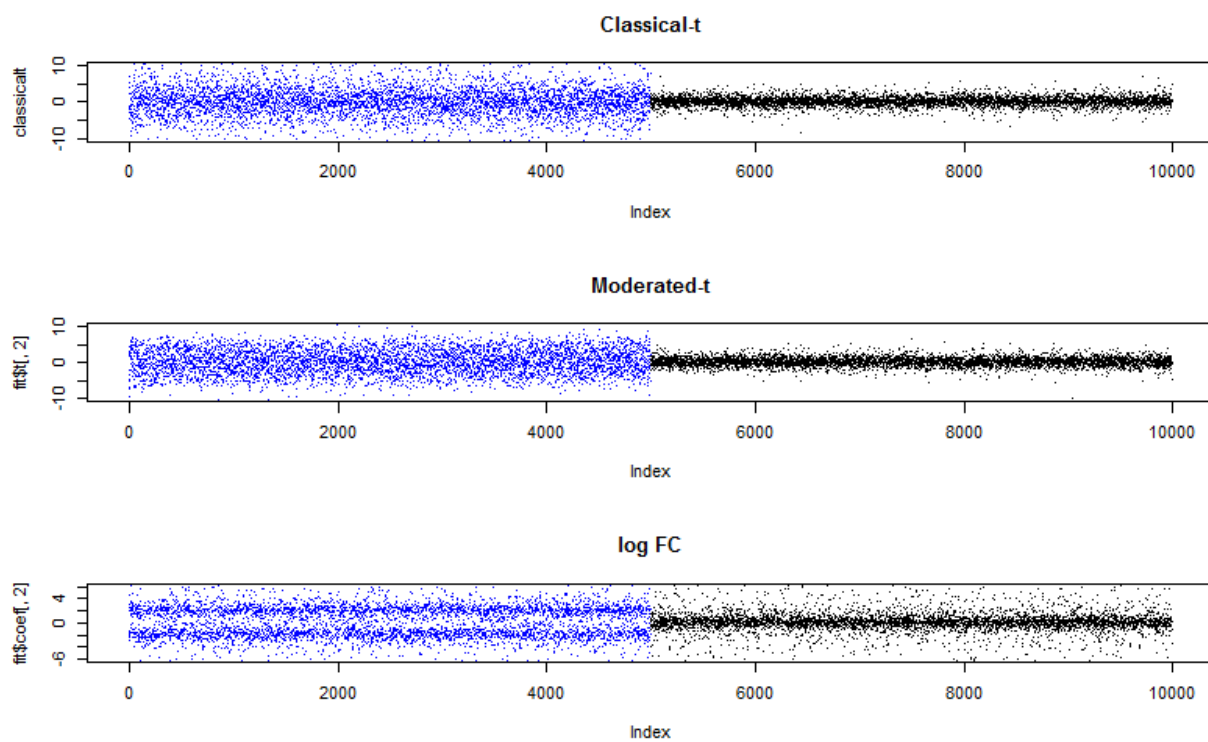 Classical-t
classicalt
10
0
-10
0 2000 4000 6000 8000 10000
Index
Moderated-t
fit$t[, 2]
10
0
-10
0 2000 4000 6000 8000 10000
Index
log FC
fit$coef[, 2]
4
0
-6
0 2000 4000 6000 8000 10000
Index